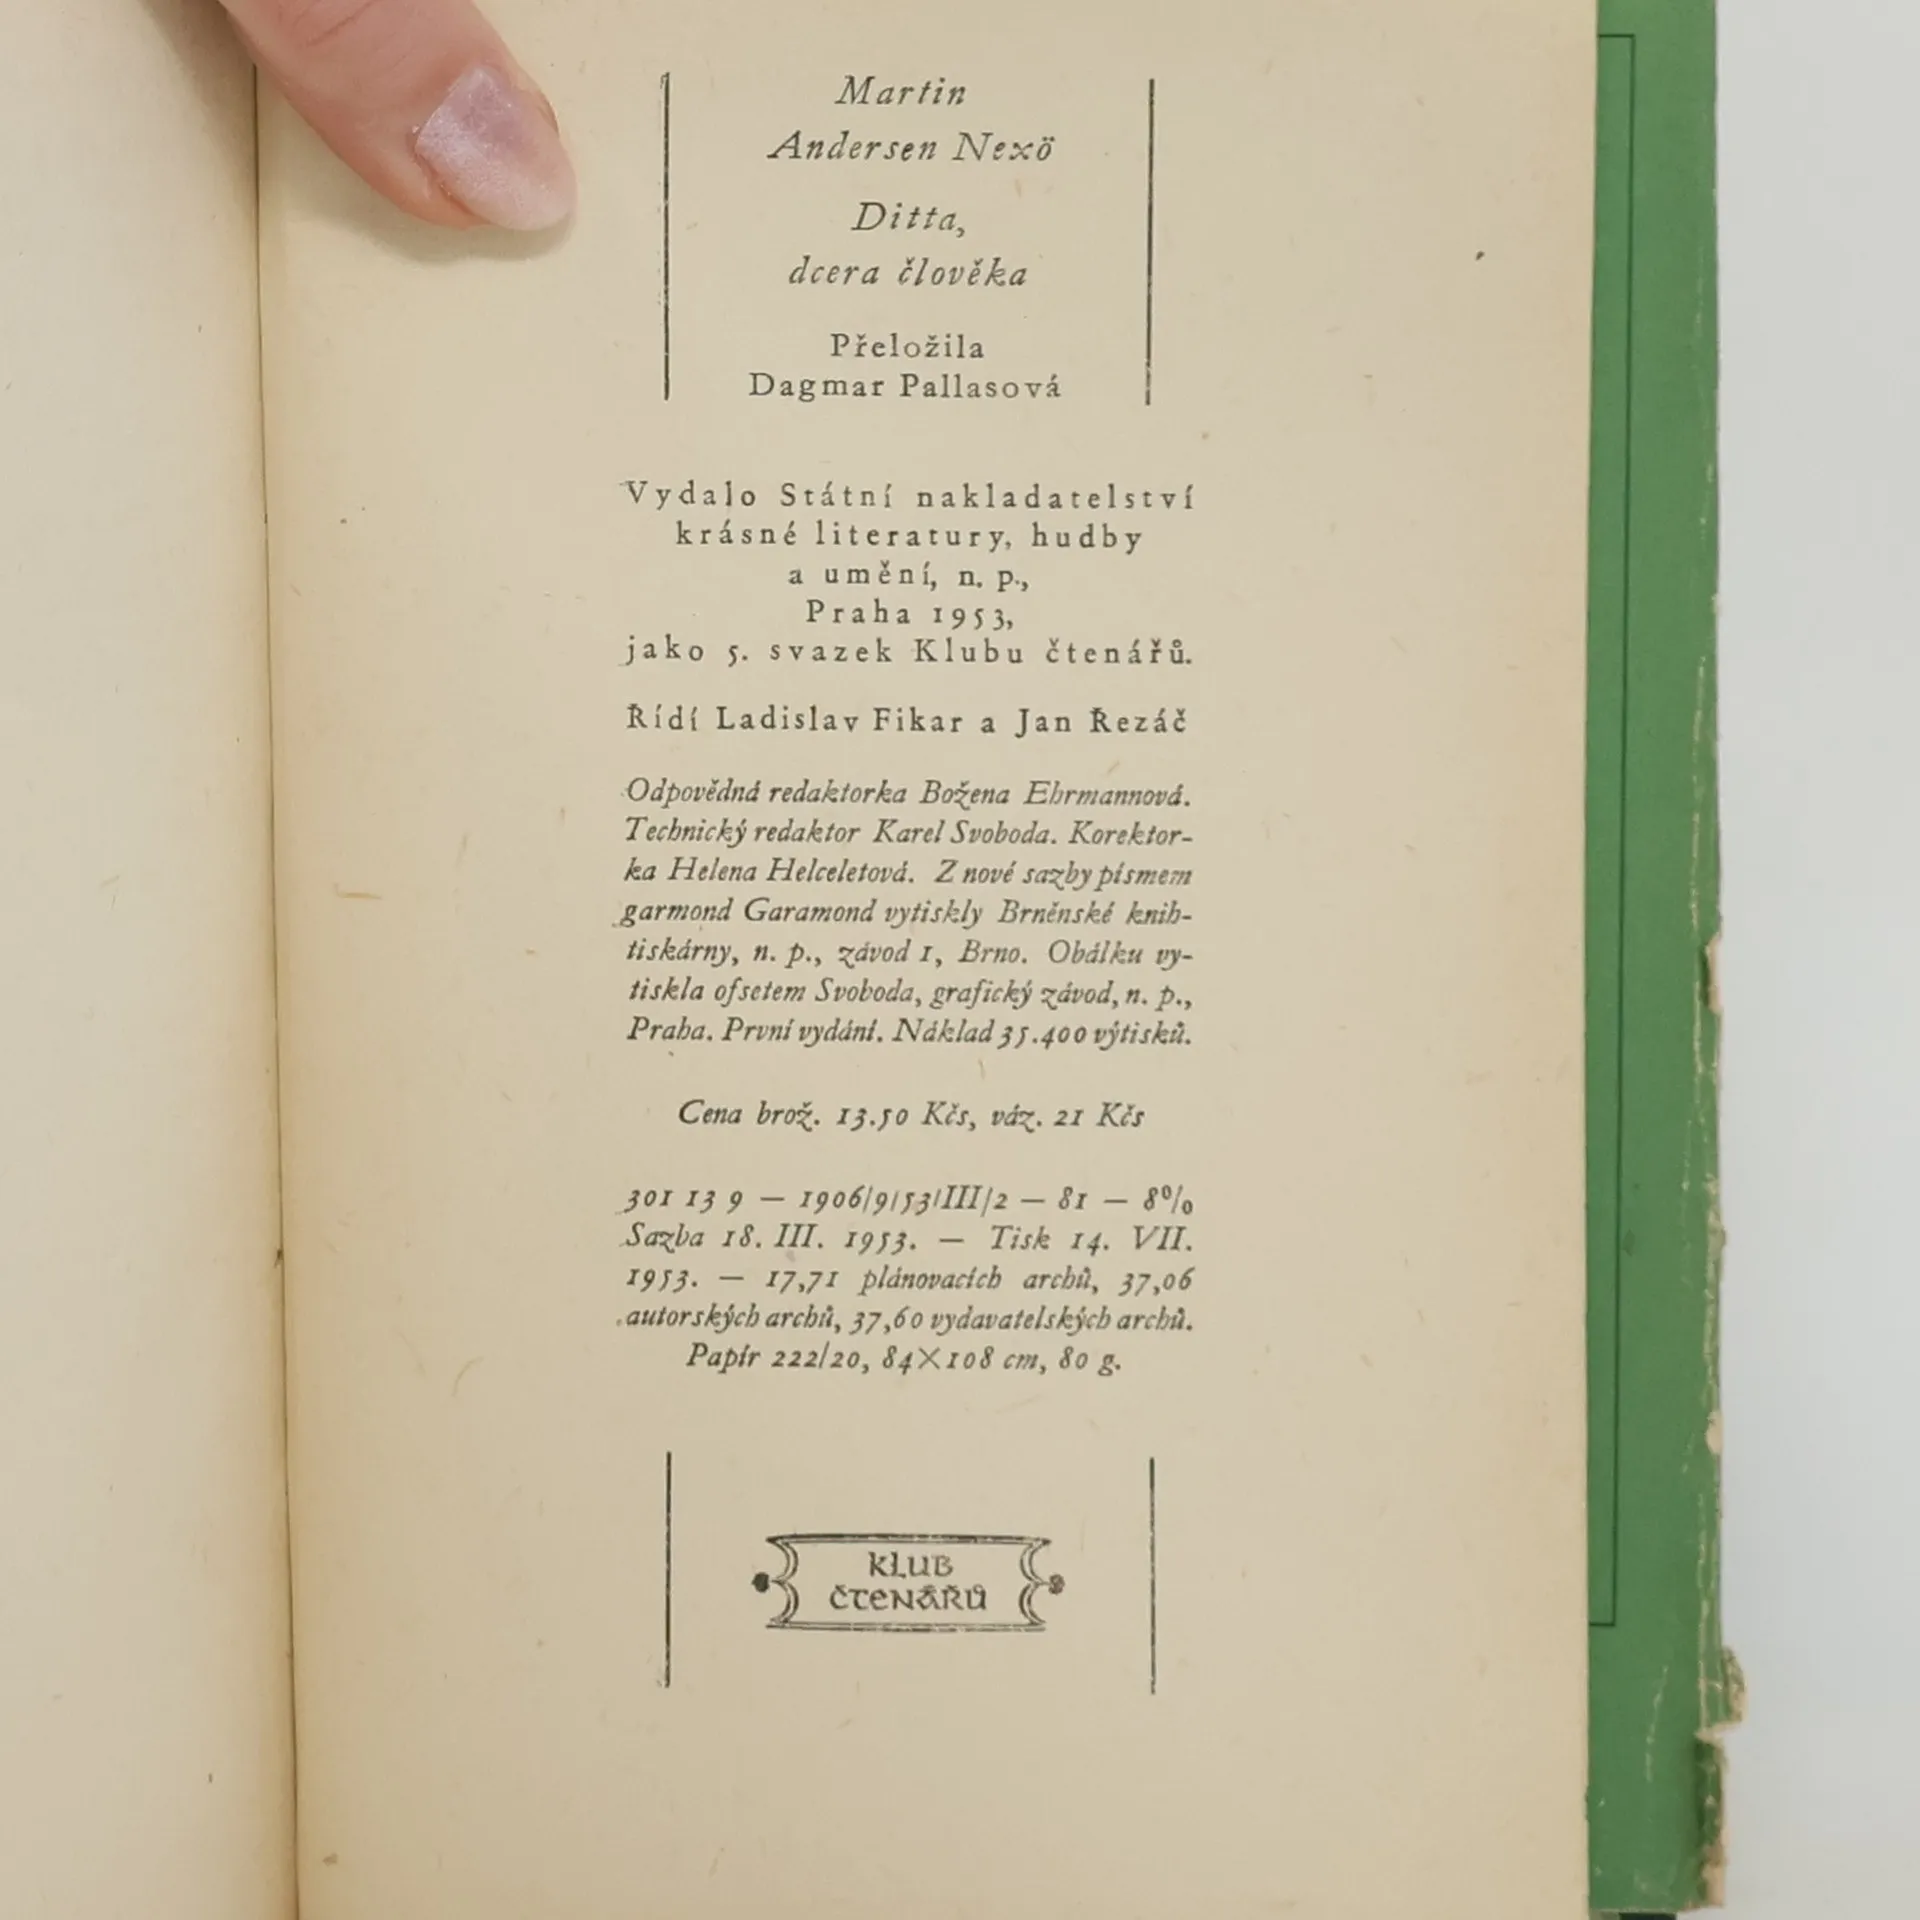 Martin
Andersen Nexö
Ditta,
dcera člověka
Přeložila
Dagmar Pallasová
Vydalo Státní nakladatelství
krásné literatury, hudby
a umění, n. p.,
Praha 1953,
jako 5. svazek Klubu čtenářů.
Řídí Ladislav Fikar a Jan Řezáč
Odpovědná redaktorka Božena Ehrmannová.
Technický redaktor Karel Svoboda. Korektor-
ka Helena Helceletová. Z nové sazby písmem
garmond Garamond vytiskly Brněnské knih-
tiskárny, n. p., závod 1, Brno. Obálku vy-
tiskla ofsetem Svoboda, grafický závod, n. p.,
Praha. První vydání. Náklad 35.400 výtisků.
Cena brož. 13.50 Kčs, váz. 21 Kčs
301 13 9 — 1906/9/53/III/2 — 81 — 8%
Sazba 18. III. 1953. — Tisk 14. VII.
1953. — 17,71 plánovacích archů, 37,06
autorských archů, 37,60 vydavatelských archů.
Papír 222/20, 84×108 cm, 80 g.
KLUB
ČTENÁŘŮ